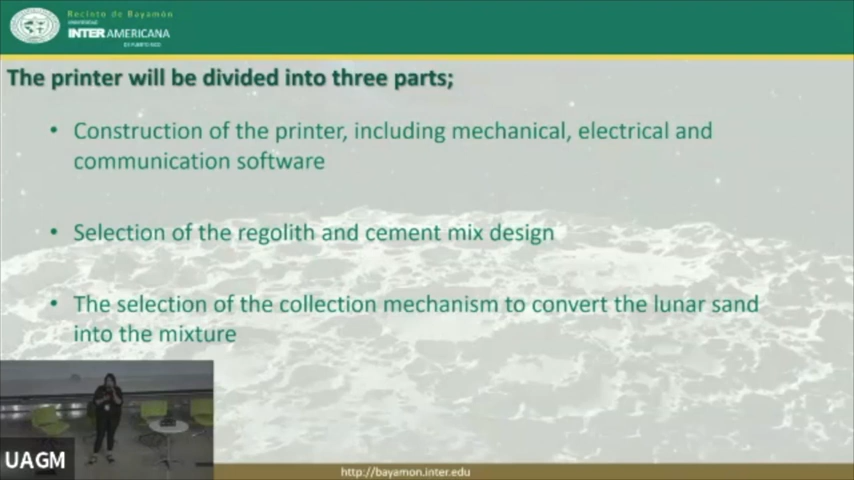 Recinto de Bayamón
UNIVERSIDAD
INTERAMERICANA
DE PUERTO RICO
The printer will be divided into three parts;
• Construction of the printer, including mechanical, electrical and
communication software
• Selection of the regolith and cement mix design
• The selection of the collection mechanism to convert the lunar sand
into the mixture
UAGM
http://bayamon.inter.edu